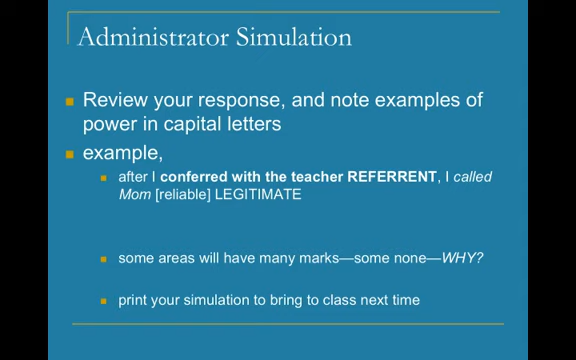 Administrator Simulation
Review your response, and note examples of
power in capital letters
example,
after I conferred with the teacher REFERRENT, I called
Mom [reliable] LEGITIMATE
some areas will have many marks—some none—WHY?
print your simulation to bring to class next time